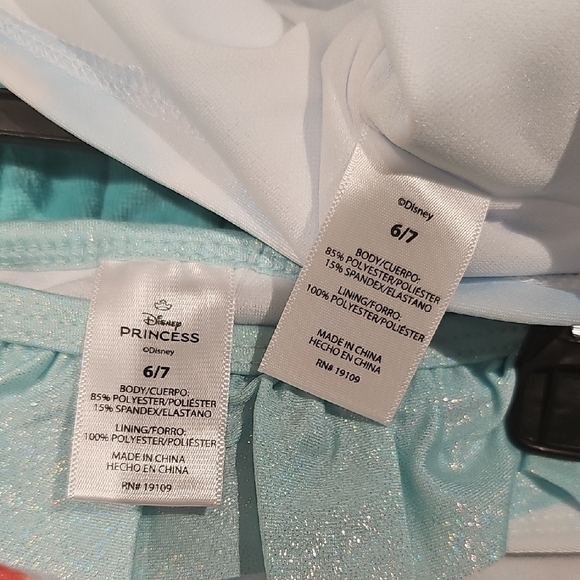 Disney
PRINCESS
©Disney
6/7
BODY/CUERPO:
85% POLYESTER/POLIÉSTER
15% SPANDEX/ELASTANO
LINING/FORRO:
100% POLYESTER/POLIÉSTER
MADE IN CHINA
HECHO EN CHINA
RN# 19109
©Disney
6/7
BODY/CUERPO:
85% POLYESTER/POLIÉSTER
15% SPANDEX/ELASTANO
LINING/FORRO:
100% POLYESTER/POLIÉSTER
MADE IN CHINA
HECHO EN CHINA
RN# 19109